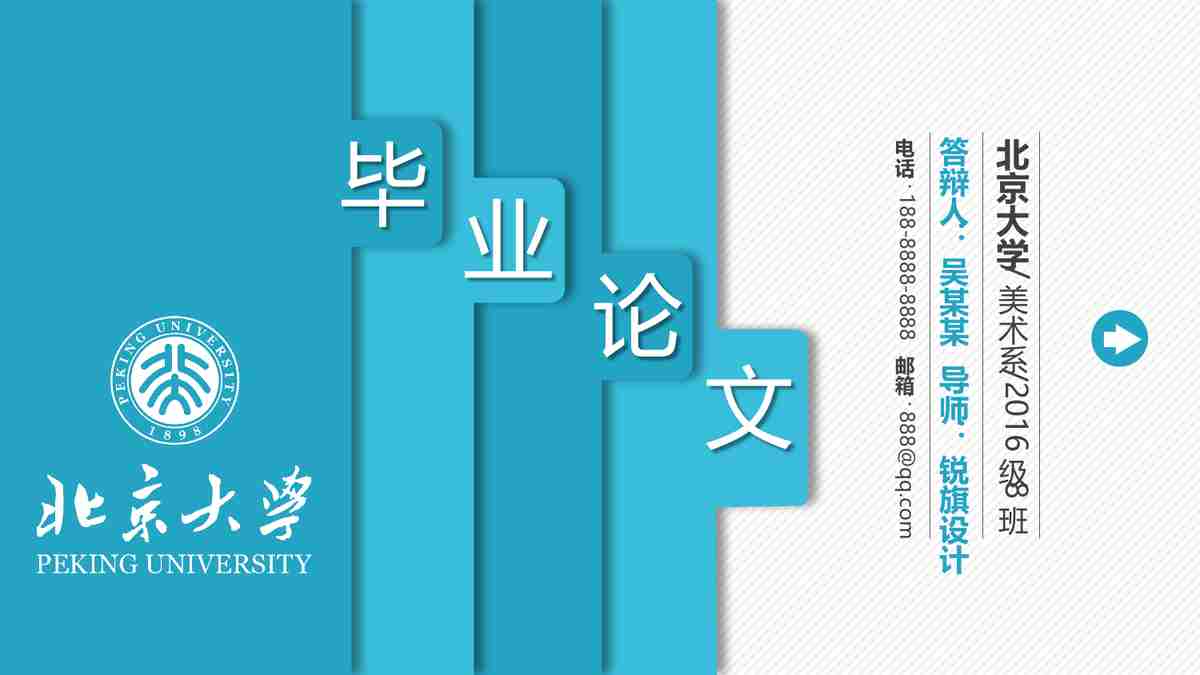 毕业论文
PEKING UNIVERSITY
1898
北京大学
PEKING UNIVERSITY
北京大学/美术系/2016级8班
答辩人：吴某某 导师：锐旗设计
电话·188-8888-8888 邮箱·888@qq.com